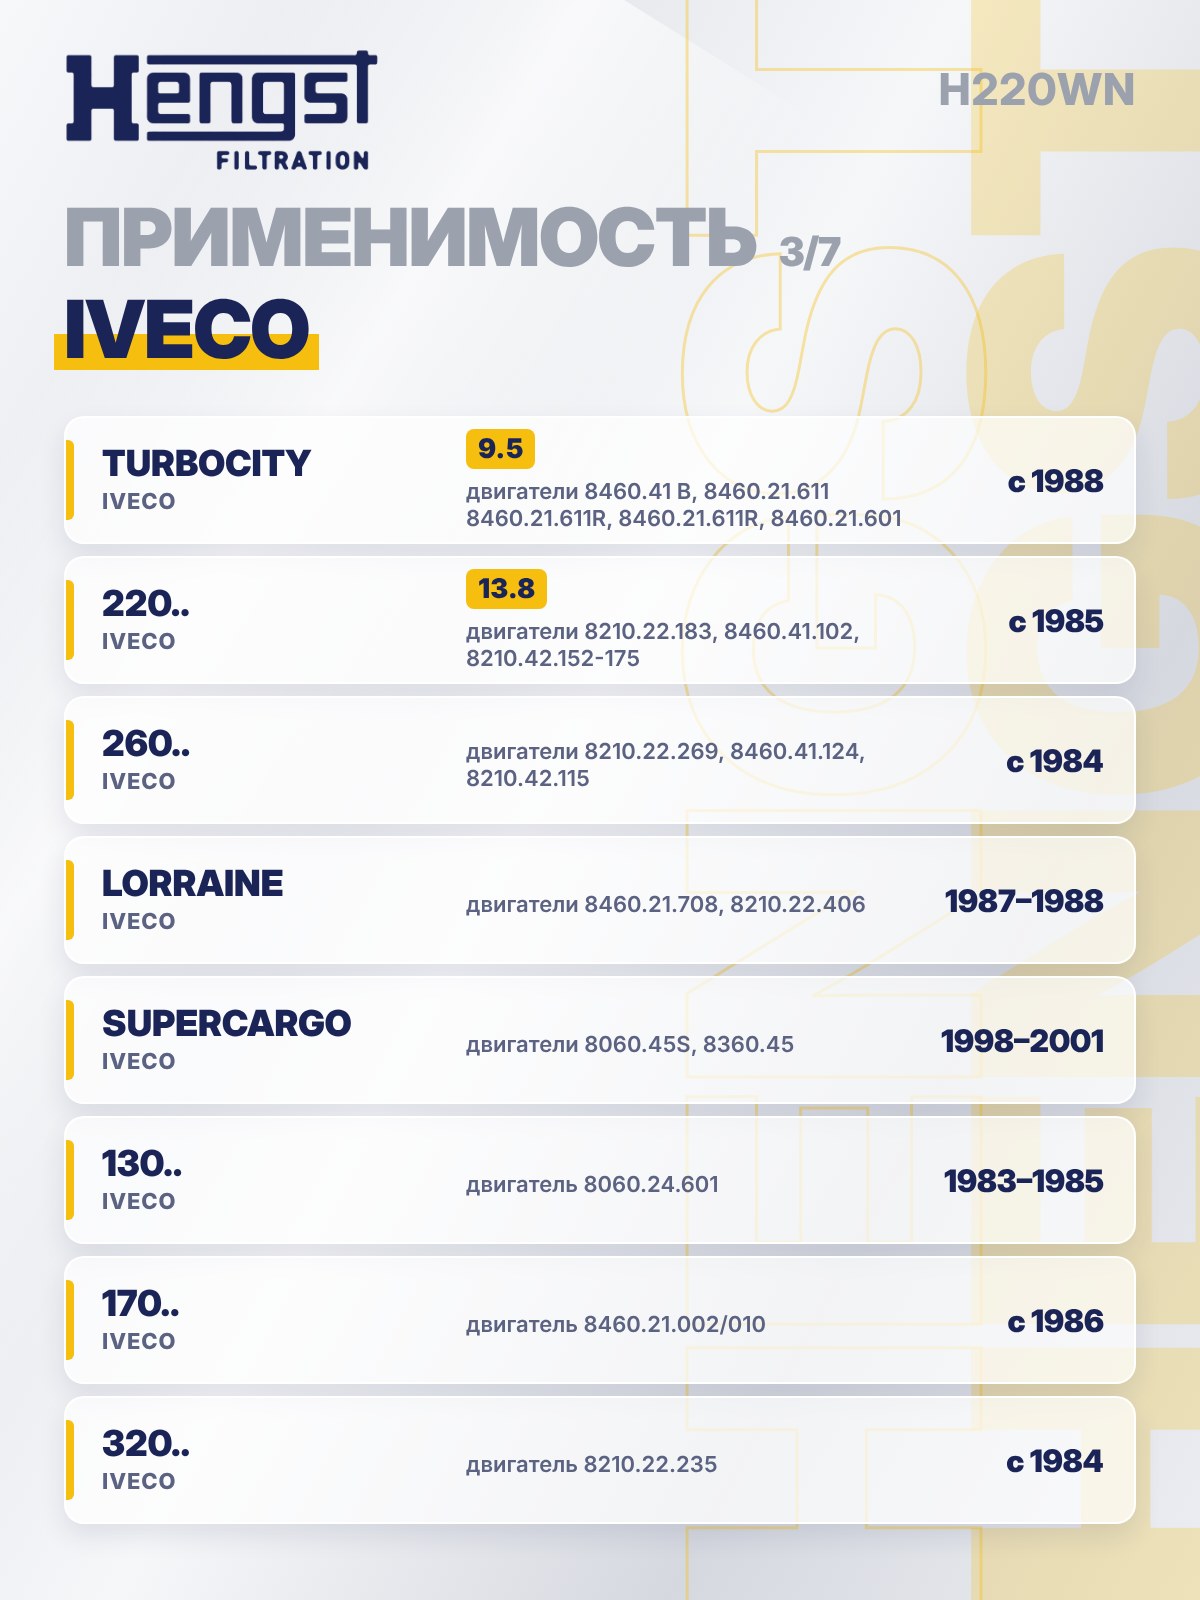 Hengst
FILTRATION
H220WN
ПРИМЕНИМОСТЬ 3/7
IVECO
TURBOCITY
IVECO
9.5
двигатели 8460.41 B, 8460.21.611
8460.21.611R, 8460.21.611R, 8460.21.601
с 1988
220..
IVECO
13.8
двигатели 8210.22.183, 8460.41.102,
8210.42.152-175
с 1985
260..
IVECO
двигатели 8210.22.269, 8460.41.124,
8210.42.115
с 1984
LORRAINE
IVECO
двигатели 8460.21.708, 8210.22.406
1987–1988
SUPERCARGO
IVECO
двигатели 8060.45S, 8360.45
1998–2001
130..
IVECO
двигатель 8060.24.601
1983–1985
170..
IVECO
двигатель 8460.21.002/010
с 1986
320..
IVECO
двигатель 8210.22.235
с 1984
HENGST
HENGST